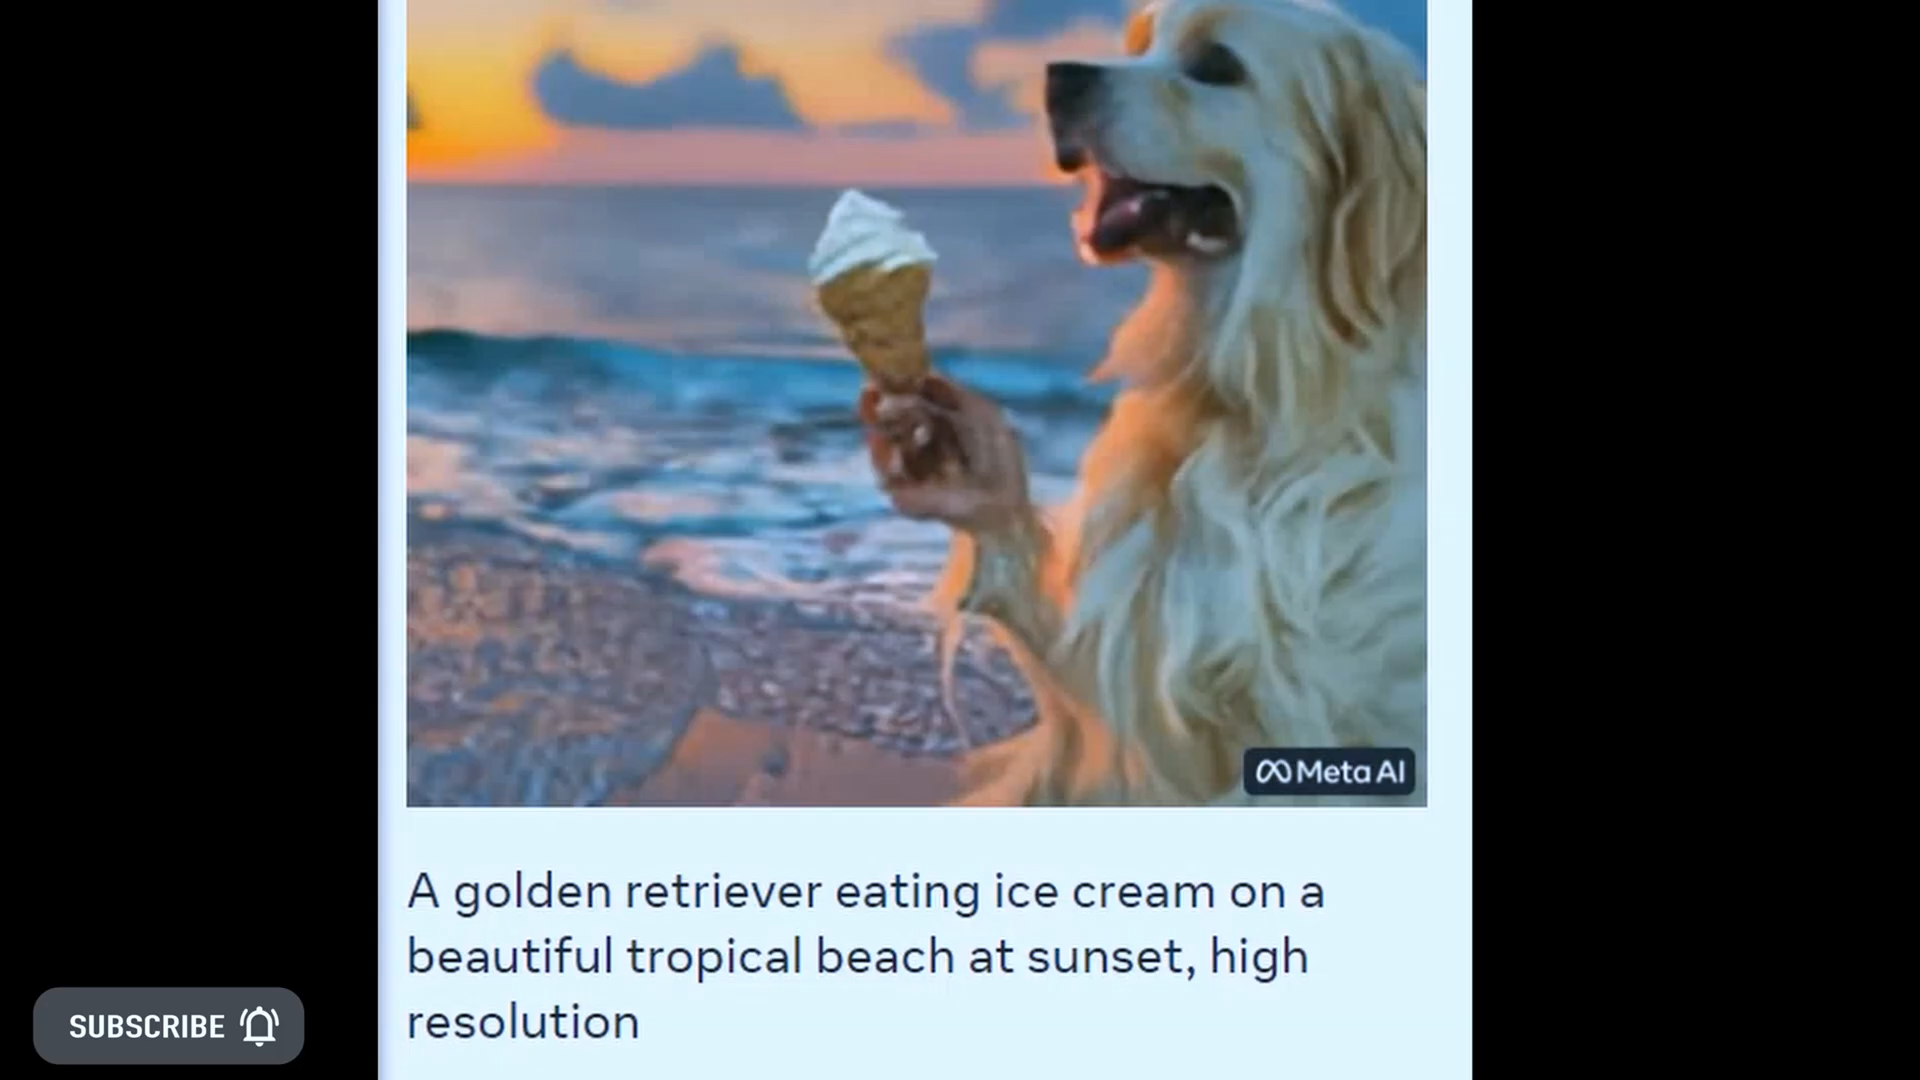 Meta AI
A golden retriever eating ice cream on a
beautiful tropical beach at sunset, high
resolution
SUBSCRIBE